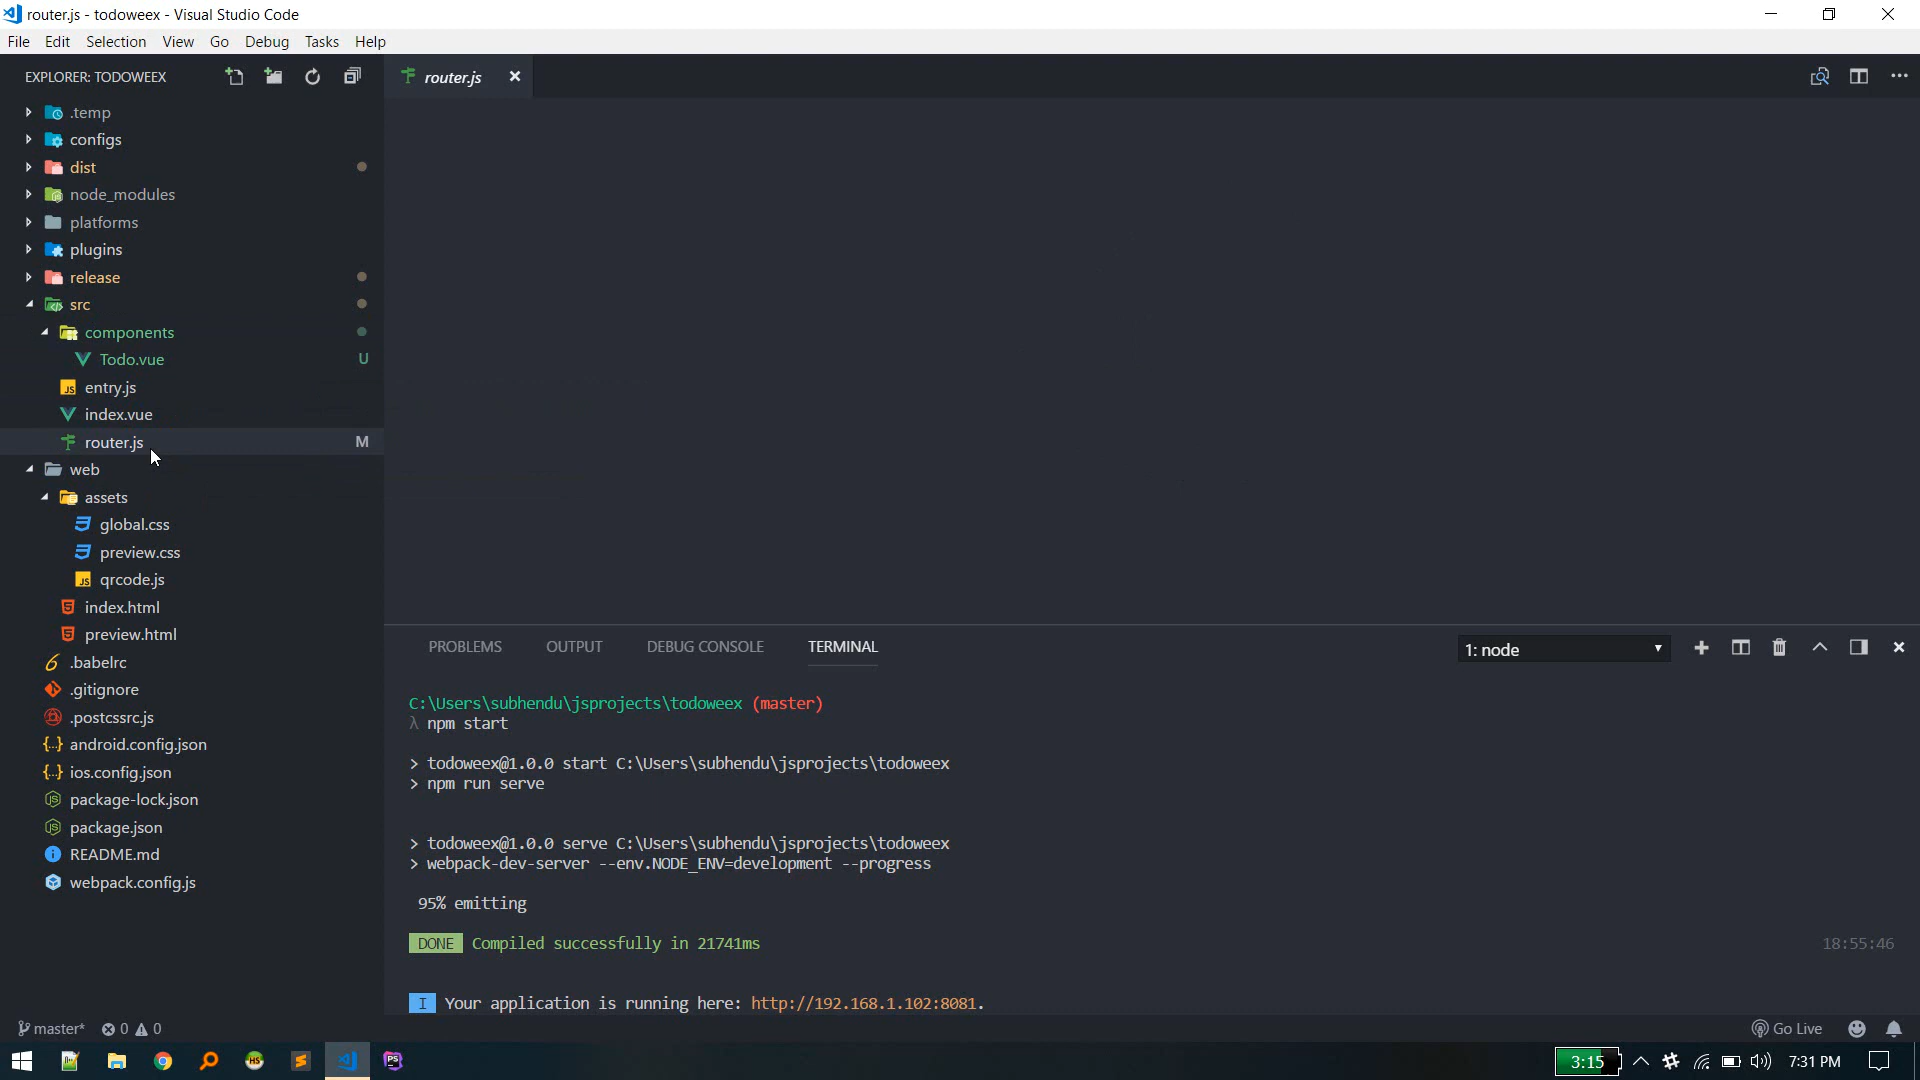 router.js - todoweex - Visual Studio Code
File Edit Selection View Go Debug Tasks Help
EXPLORER: TODOWEEX
router.js
.temp
configs
dist
node_modules
platforms
plugins
release
src
components
Todo.vue U
entry.js
index.vue
router.js M
web
assets
global.css
preview.css
JS qrcode.js
index.html
preview.html
.babelrc
.gitignore
.postcssrc.js
android.config.json
ios.config.json
package-lock.json
package.json
README.md
webpack.config.js
PROBLEMS OUTPUT DEBUG CONSOLE TERMINAL 1: node
C:\Users\subhendu\jsprojects\todoweex (master)
λ npm start
> todoweex@1.0.0 start C:\Users\subhendu\jsprojects\todoweex
> npm run serve
> todoweex@1.0.0 serve C:\Users\subhendu\jsprojects\todoweex
> webpack-dev-server --env.NODE_ENV=development --progress
95% emitting
DONE Compiled successfully in 21741ms 18:55:46
I Your application is running here: http://192.168.1.102:8081.
master* 0 0 Go Live
3:15 7:31 PM